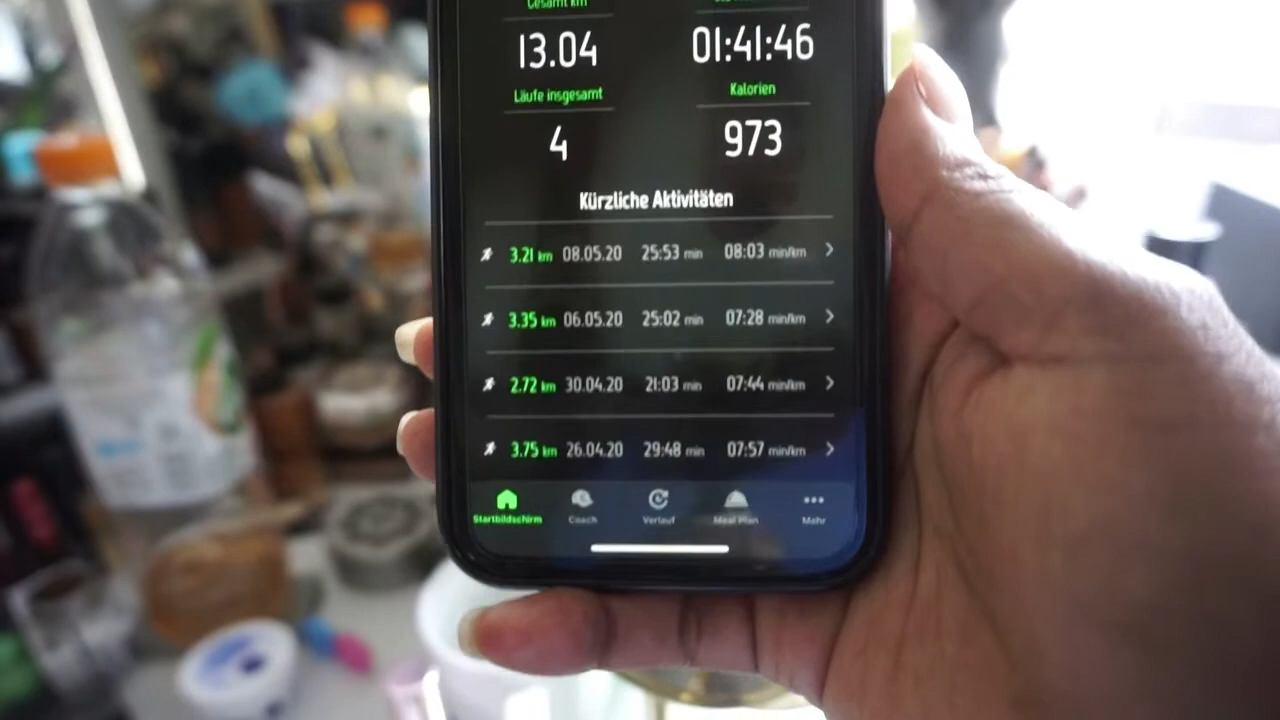 Gesamt km
13.04 01:41:46
Läufe insgesamt Kalorien
4 973
Kürzliche Aktivitäten
3.21 km 08.05.20 25:53 min 08:03 min/km
3.35 km 06.05.20 25:02 min 07:28 min/km
2.72 km 30.04.20 21:03 min 07:44 min/km
3.75 km 26.04.20 29:48 min 07:57 min/km
Startbildschirm Coach Verlauf Meal Plan Mehr